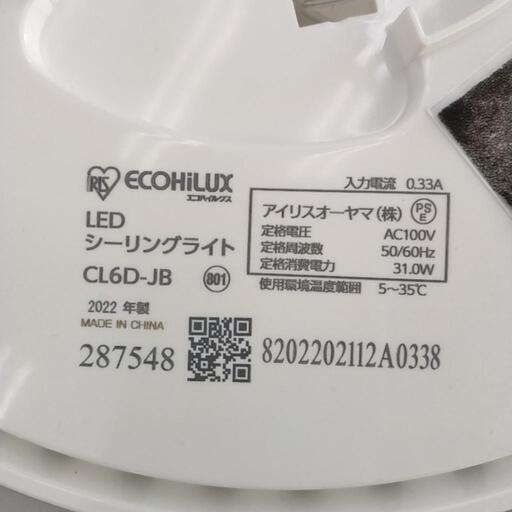 IRIS ECOHiLUX
エコハイルクス
LED
シーリングライト
CL6D-JB 801
2022 年製
MADE IN CHINA
287548
入力電流 0.33A
アイリスオーヤマ(株) PSE
定格電圧 AC100V
定格周波数 50/60Hz
定格消費電力 31.0W
使用環境温度範囲 5～35℃
8202202112A0338